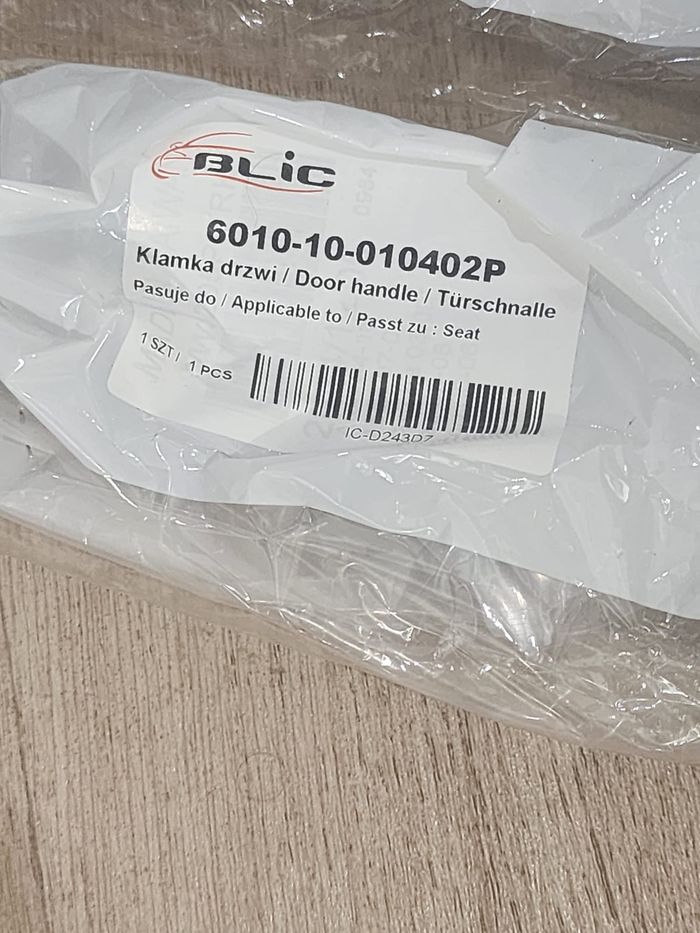 BLiC
6010-10-010402P
Klamka drzwi / Door handle / Türschnalle
Pasuje do / Applicable to / Passt zu : Seat
1 SZT / 1 PCS
IC-D243D7
0984